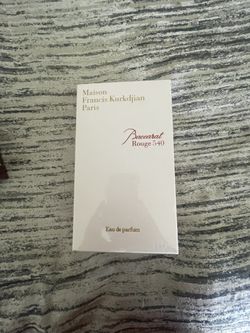 Maison
Francis Kurkdjian
Paris
Baccarat
Rouge 540
Eau de parfum